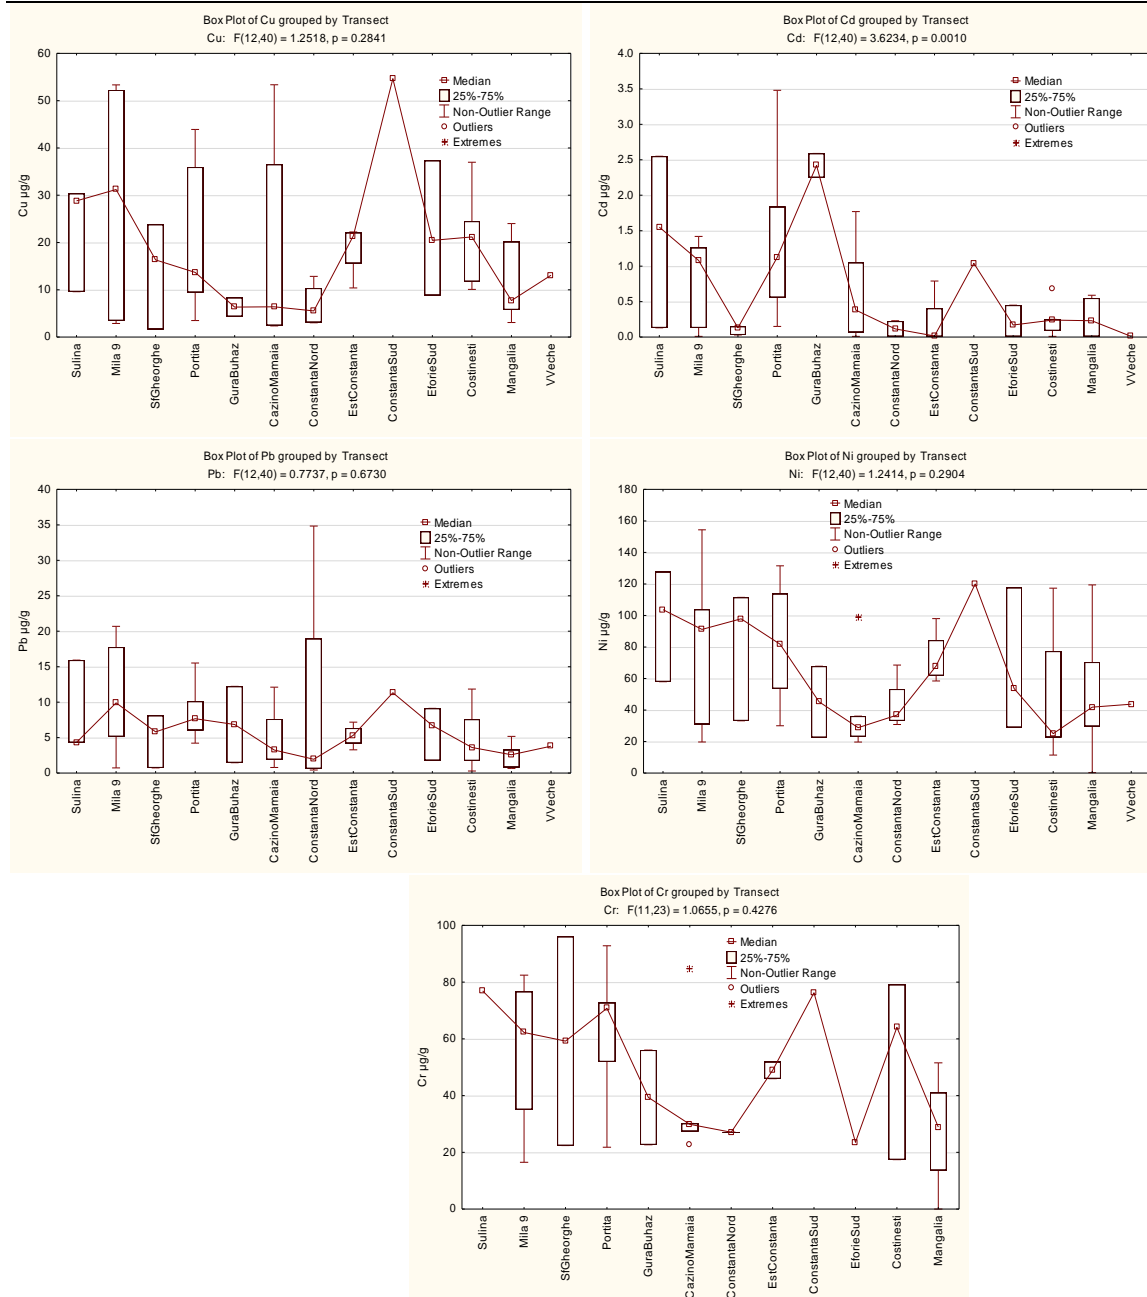 Box Plot of Cu grouped by Transect
Cu: F(12,40) = 1.2518, p = 0.2841
60
50
40
30
20
10
0
Cu µg/g
Median
25%-75%
Non-Outlier Range
Outliers
Extremes
Sulina
Mila 9
SfGheorghe
Portita
GuraBuhaz
CazinoMamaia
ConstantaNord
EstConstanta
ConstantaSud
EforieSud
Costinesti
Mangalia
VVeche
Box Plot of Cd grouped by Transect
Cd: F(12,40) = 3.6234, p = 0.0010
4.0
3.5
3.0
2.5
2.0
1.5
1.0
0.5
0.0
Cd µg/g
Median
25%-75%
Non-Outlier Range
Outliers
Extremes
Sulina
Mila 9
SfGheorghe
Portita
GuraBuhaz
CazinoMamaia
ConstantaNord
EstConstanta
ConstantaSud
EforieSud
Costinesti
Mangalia
VVeche
Box Plot of Pb grouped by Transect
Pb: F(12,40) = 0.7737, p = 0.6730
40
35
30
25
20
15
10
5
0
Pb µg/g
Median
25%-75%
Non-Outlier Range
Outliers
Extremes
Sulina
Mila 9
SfGheorghe
Portita
GuraBuhaz
CazinoMamaia
ConstantaNord
EstConstanta
ConstantaSud
EforieSud
Costinesti
Mangalia
VVeche
Box Plot of Ni grouped by Transect
Ni: F(12,40) = 1.2414, p = 0.2904
180
160
140
120
100
80
60
40
20
0
Ni µg/g
Median
25%-75%
Non-Outlier Range
Outliers
Extremes
Sulina
Mila 9
SfGheorghe
Portita
GuraBuhaz
CazinoMamaia
ConstantaNord
EstConstanta
ConstantaSud
EforieSud
Costinesti
Mangalia
VVeche
Box Plot of Cr grouped by Transect
Cr: F(11,23) = 1.0655, p = 0.4276
100
80
60
40
20
0
Cr µg/g
Median
25%-75%
Non-Outlier Range
Outliers
Extremes
Sulina
Mila 9
SfGheorghe
Portita
GuraBuhaz
CazinoMamaia
ConstantaNord
EstConstanta
ConstantaSud
EforieSud
Costinesti
Mangalia